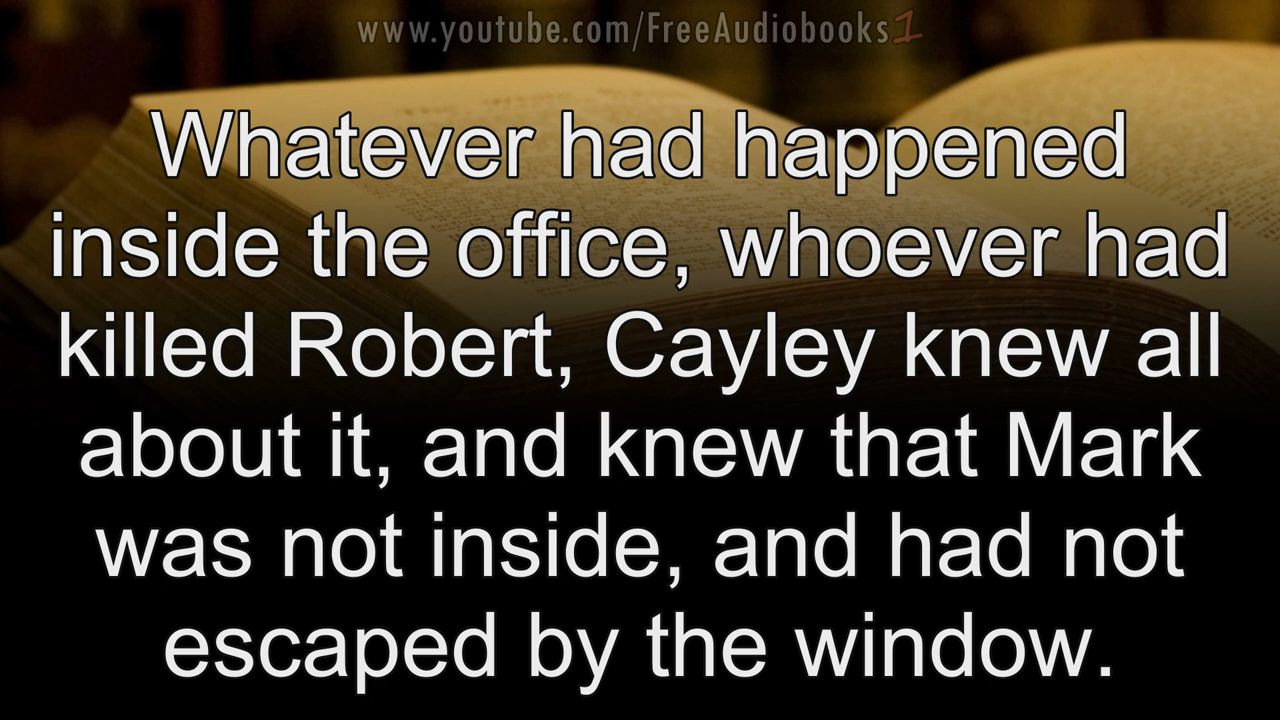 www.youtube.com/FreeAudiobooks1
Whatever had happened
inside the office, whoever had
killed Robert, Cayley knew all
about it, and knew that Mark
was not inside, and had not
escaped by the window.